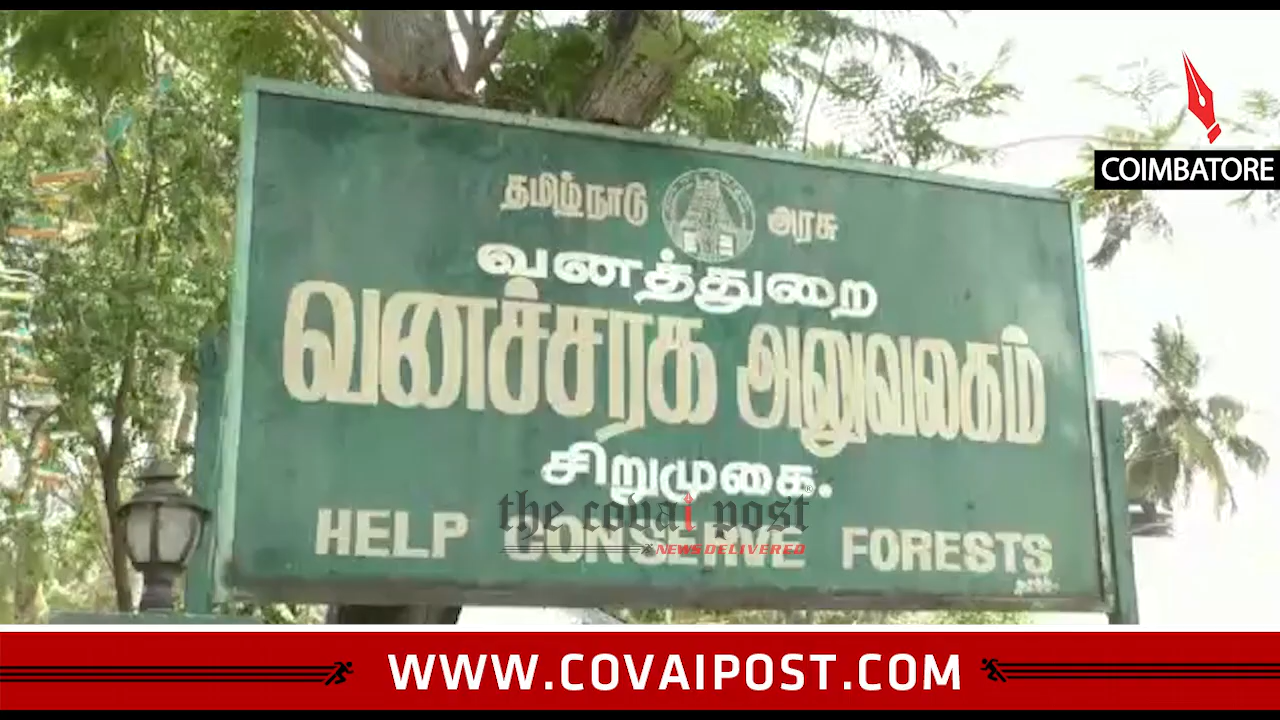 COIMBATORE
தமிழ்நாடு அரசு
வனத்துறை
வனச்சரக அலுவலகம்
சிறுமுகை.
the covai post
NEWS DELIVERED
HELP CONSERVE FORESTS
WWW.COVAIPOST.COM